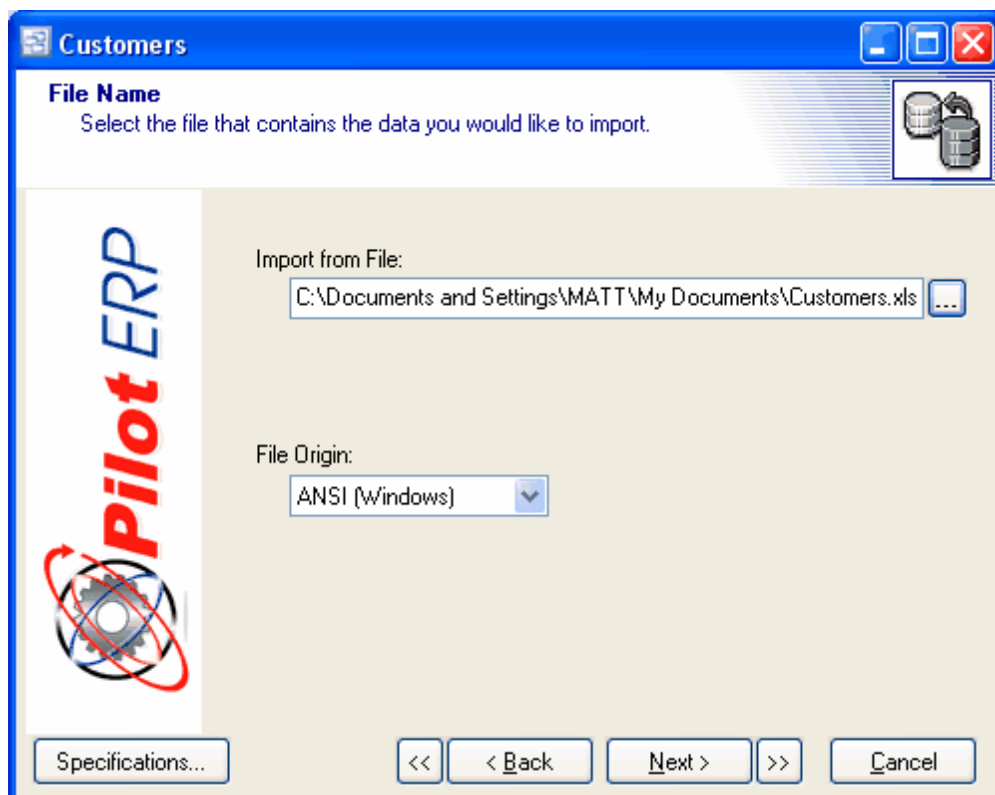 Customers
File Name
Select the file that contains the data you would like to import.
Pilot ERP
Import from File:
C:\Documents and Settings\MATT\My Documents\Customers.xls
...
File Origin:
ANSI (Windows)
Specifications...
<<
< Back
Next >
>>
Cancel